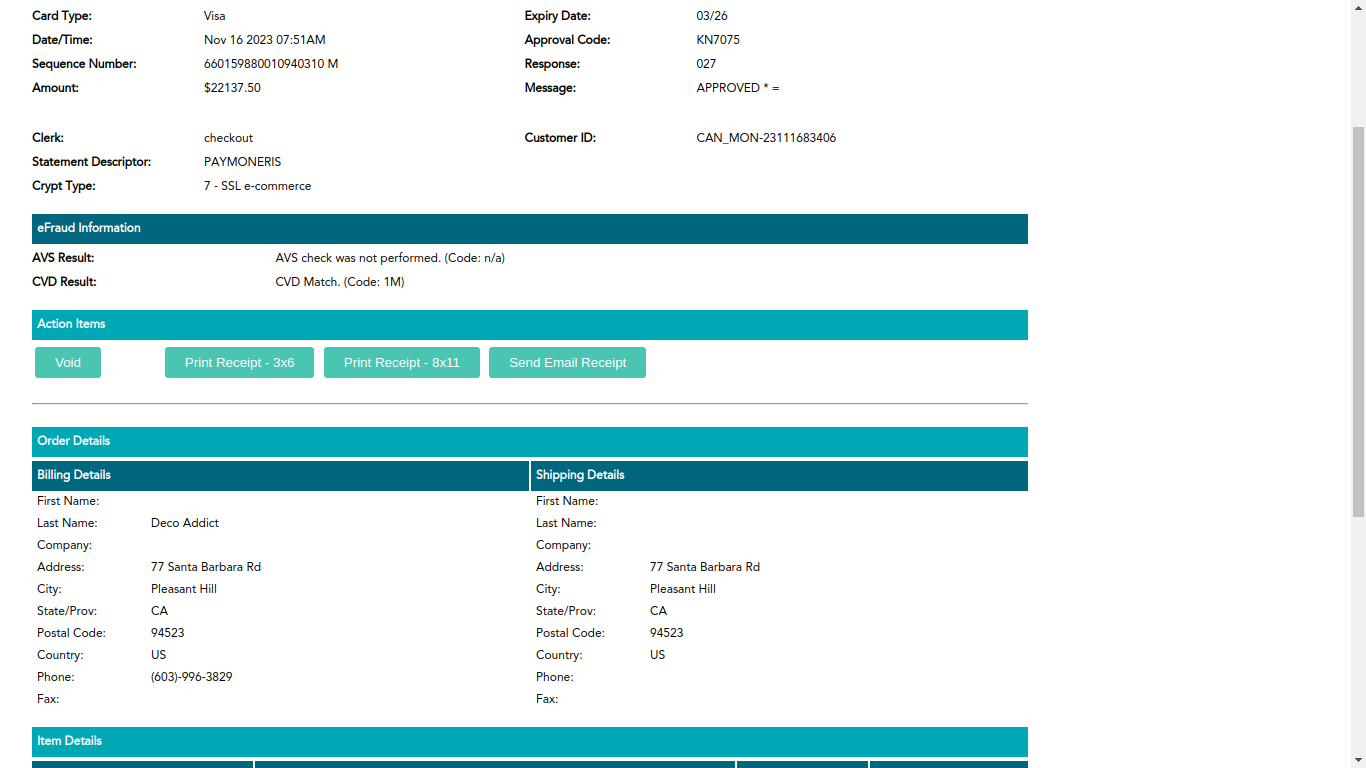 Card Type: Visa Expiry Date: 03/26
Date/Time: Nov 16 2023 07:51AM Approval Code: KN7075
Sequence Number: 660159880010940310 M Response: 027
Amount: $22137.50 Message: APPROVED * =
Clerk: checkout Customer ID: CAN_MON-23111683406
Statement Descriptor: PAYMONERIS
Crypt Type: 7 - SSL e-commerce
eFraud Information
AVS Result: AVS check was not performed. (Code: n/a)
CVD Result: CVD Match. (Code: 1M)
Action Items
Void Print Receipt - 3x6 Print Receipt - 8x11 Send Email Receipt
Order Details
Billing Details Shipping Details
First Name: First Name:
Last Name: Deco Addict Last Name:
Company: Company:
Address: 77 Santa Barbara Rd Address: 77 Santa Barbara Rd
City: Pleasant Hill City: Pleasant Hill
State/Prov: CA State/Prov: CA
Postal Code: 94523 Postal Code: 94523
Country: US Country: US
Phone: (603)-996-3829 Phone:
Fax: Fax:
Item Details